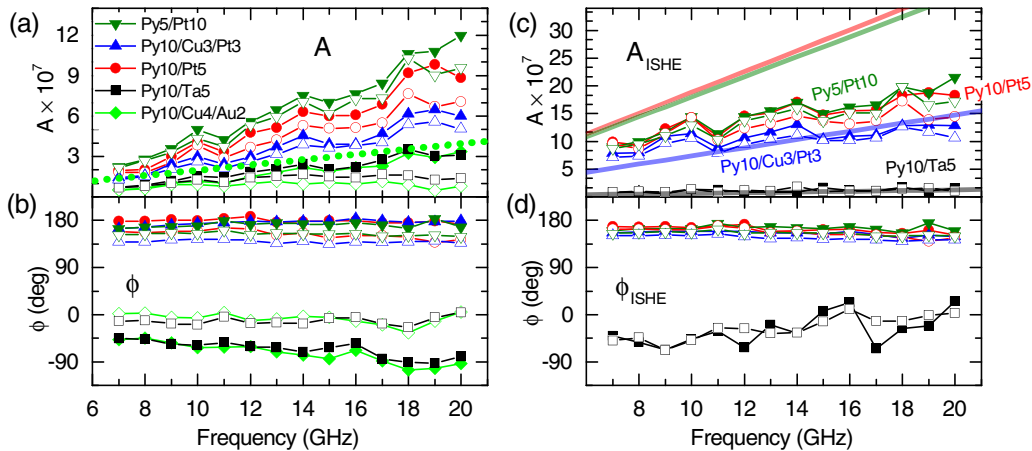 (a)
A × 10⁷
12
9
6
3
Py5/Pt10
Py10/Cu3/Pt3
Py10/Pt5
Py10/Ta5
Py10/Cu4/Au2
A
(b)
ϕ (deg)
180
90
0
-90
ϕ
6 8 10 12 14 16 18 20
Frequency (GHz)
(c)
A × 10⁷
30
25
20
15
10
5
A_ISHE
Py5/Pt10
Py10/Pt5
Py10/Cu3/Pt3
Py10/Ta5
(d)
ϕ (deg)
180
90
0
-90
ϕ_ISHE
8 10 12 14 16 18 20
Frequency (GHz)